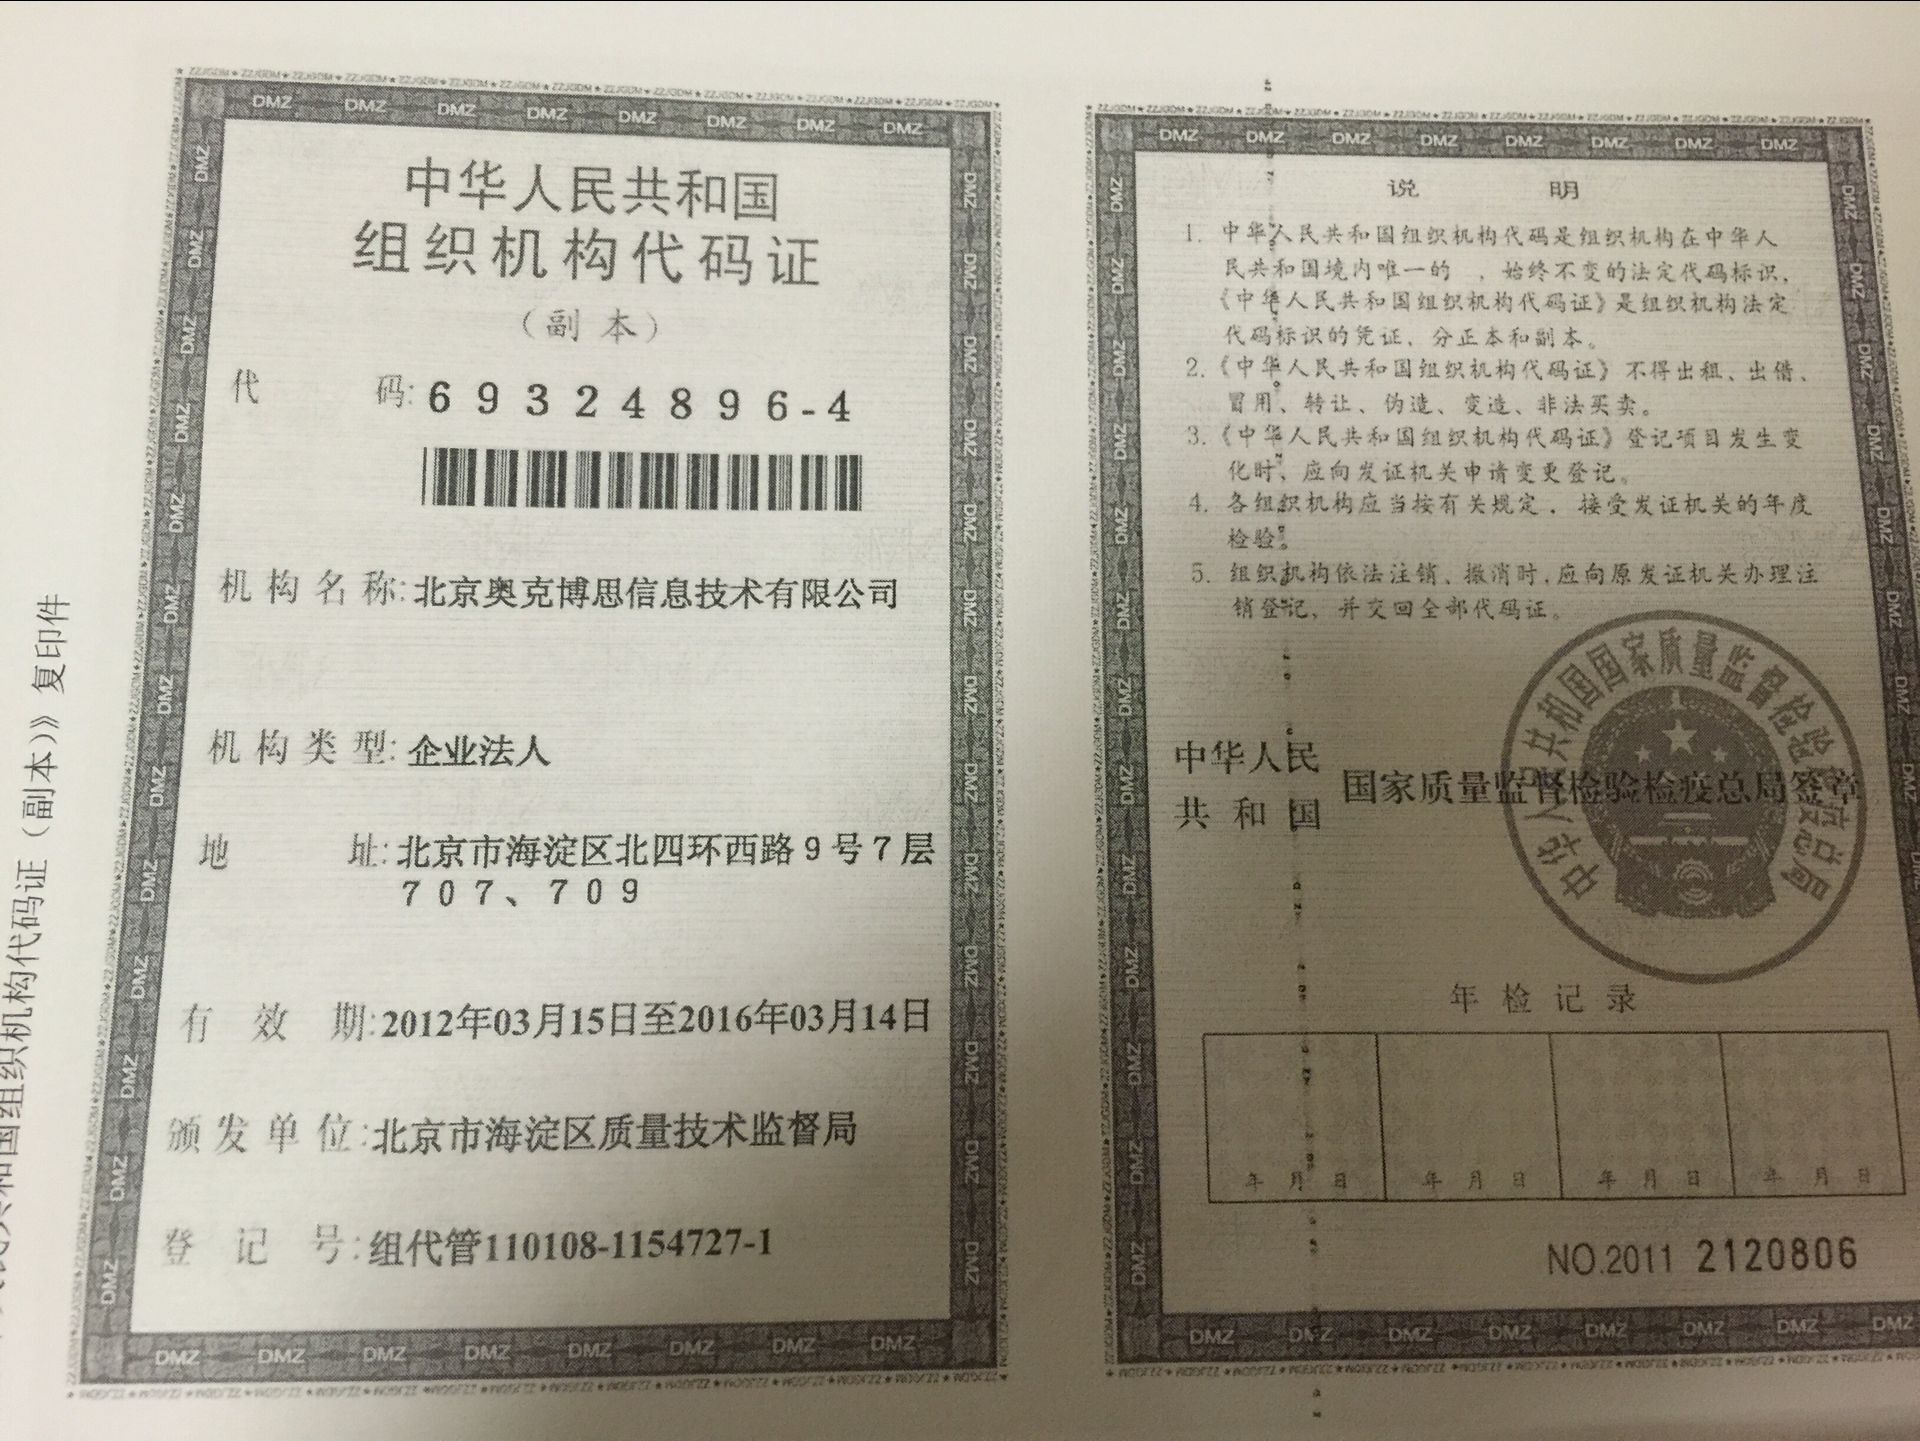 中华人民共和国
组织机构代码证
（副 本）
代 码: 69324896-4
机构名称: 北京奥克博思信息技术有限公司
机构类型: 企业法人
地 址: 北京市海淀区北四环西路9号7层
707、709
有 效 期: 2012年03月15日至2016年03月14日
颁发单位: 北京市海淀区质量技术监督局
登 记 号: 组代管110108-1154727-1
说 明
1. 中华人民共和国组织机构代码是组织机构在中华人
民共和国境内唯一的 、始终不变的法定代码标识，
《中华人民共和国组织机构代码证》是组织机构法定
代码标识的凭证，分正本和副本。
2.《中华人民共和国组织机构代码证》不得出租、出借、
冒用、转让、伪造、变造、非法买卖。
3.《中华人民共和国组织机构代码证》登记项目发生变
化时，应向发证机关申请变更登记。
4. 各组织机构应当按有关规定，接受发证机关的年度
检验。
5. 组织机构依法注销、撤消时，应向原发证机关办理注
销登记，并交回全部代码证。
中华人民
共和国
国家质量监督检验检疫总局签章
中华人民共和国国家质量监督检验检疫总局
年检记录
年 月 日 年 月 日 年 月 日 年 月 日
NO.2011 2120806
共和国组织机构代码证（副本）》复印件